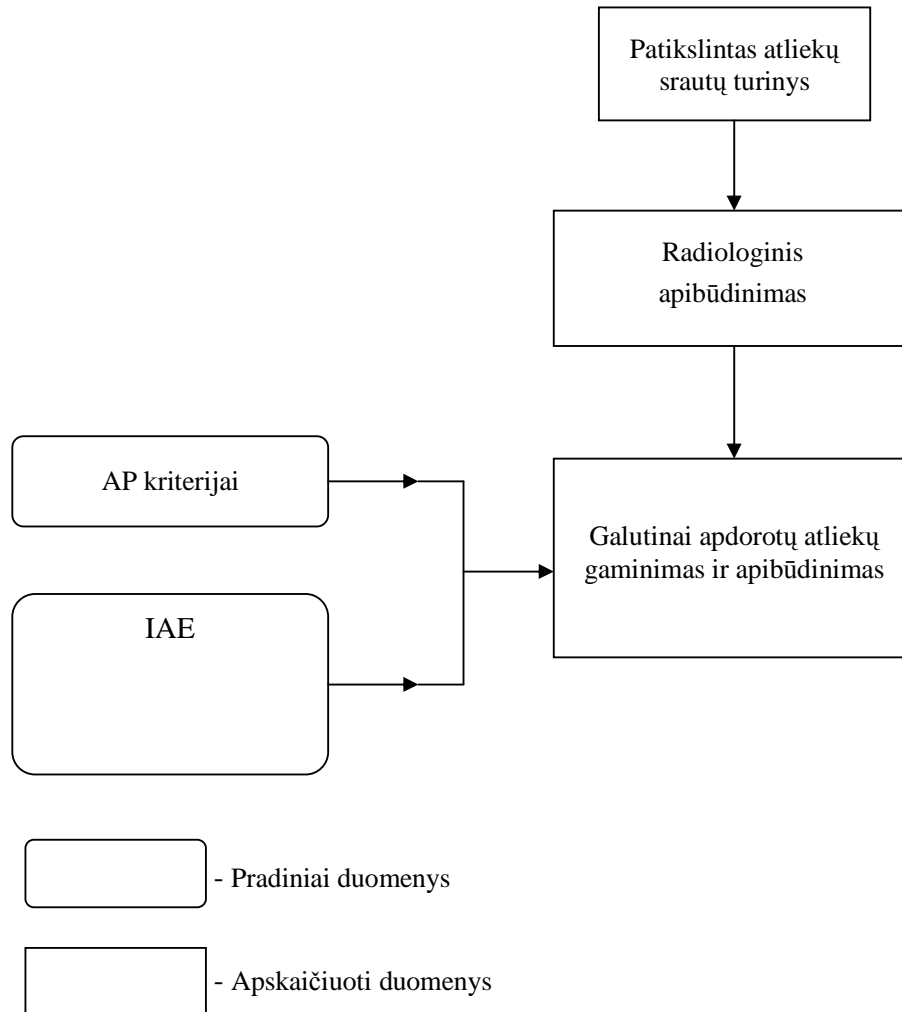 Patikslintas atliekų
srautų turinys
Radiologinis
apibūdinimas
AP kriterijai
Galutinai apdorotų atliekų
gaminimas ir apibūdinimas
IAE
- Pradiniai duomenys
- Apskaičiuoti duomenys